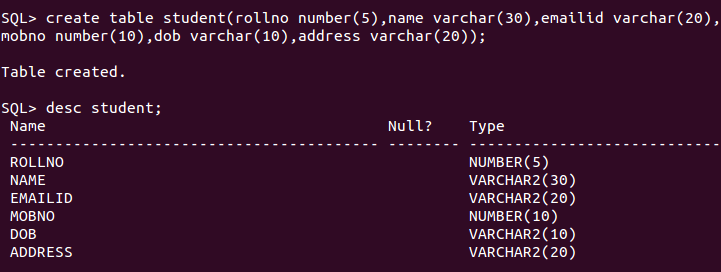 SQL> create table student(rollno number(5),name varchar(30),emailid varchar(20),
mobno number(10),dob varchar(10),address varchar(20));
Table created.
SQL> desc student;
Name Null? Type
----------------------------------------- -------- ----------------------------
ROLLNO NUMBER(5)
NAME VARCHAR2(30)
EMAILID VARCHAR2(20)
MOBNO NUMBER(10)
DOB VARCHAR2(10)
ADDRESS VARCHAR2(20)